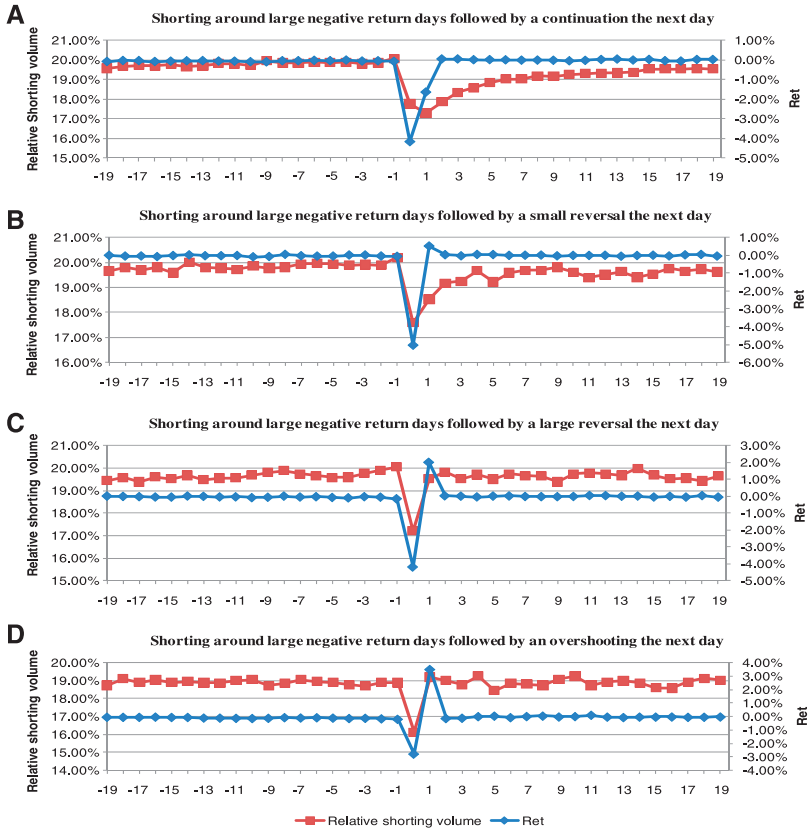 A
Shorting around large negative return days followed by a continuation the next day
Relative Shorting volume
21.00%
20.00%
19.00%
18.00%
17.00%
16.00%
15.00%
1.00%
0.00%
-1.00%
-2.00%
-3.00%
-4.00%
-5.00%
Ret
-19 -17 -15 -13 -11 -9 -7 -5 -3 -1 1 3 5 7 9 11 13 15 17 19
B
Shorting around large negative return days followed by a small reversal the next day
Relative shorting volume
21.00%
20.00%
19.00%
18.00%
17.00%
16.00%
1.00%
0.00%
-1.00%
-2.00%
-3.00%
-4.00%
-5.00%
-6.00%
Ret
-19 -17 -15 -13 -11 -9 -7 -5 -3 -1 1 3 5 7 9 11 13 15 17 19
C
Shorting around large negative return days followed by a large reversal the next day
Relative shorting volume
21.00%
20.00%
19.00%
18.00%
17.00%
16.00%
15.00%
3.00%
2.00%
1.00%
0.00%
-1.00%
-2.00%
-3.00%
-4.00%
-5.00%
Ret
-19 -17 -15 -13 -11 -9 -7 -5 -3 -1 1 3 5 7 9 11 13 15 17 19
D
Shorting around large negative return days followed by an overshooting the next day
Relative shorting volume
20.00%
19.00%
18.00%
17.00%
16.00%
15.00%
14.00%
4.00%
3.00%
2.00%
1.00%
0.00%
-1.00%
-2.00%
-3.00%
-4.00%
Ret
-19 -17 -15 -13 -11 -9 -7 -5 -3 -1 1 3 5 7 9 11 13 15 17 19
Relative shorting volume Ret